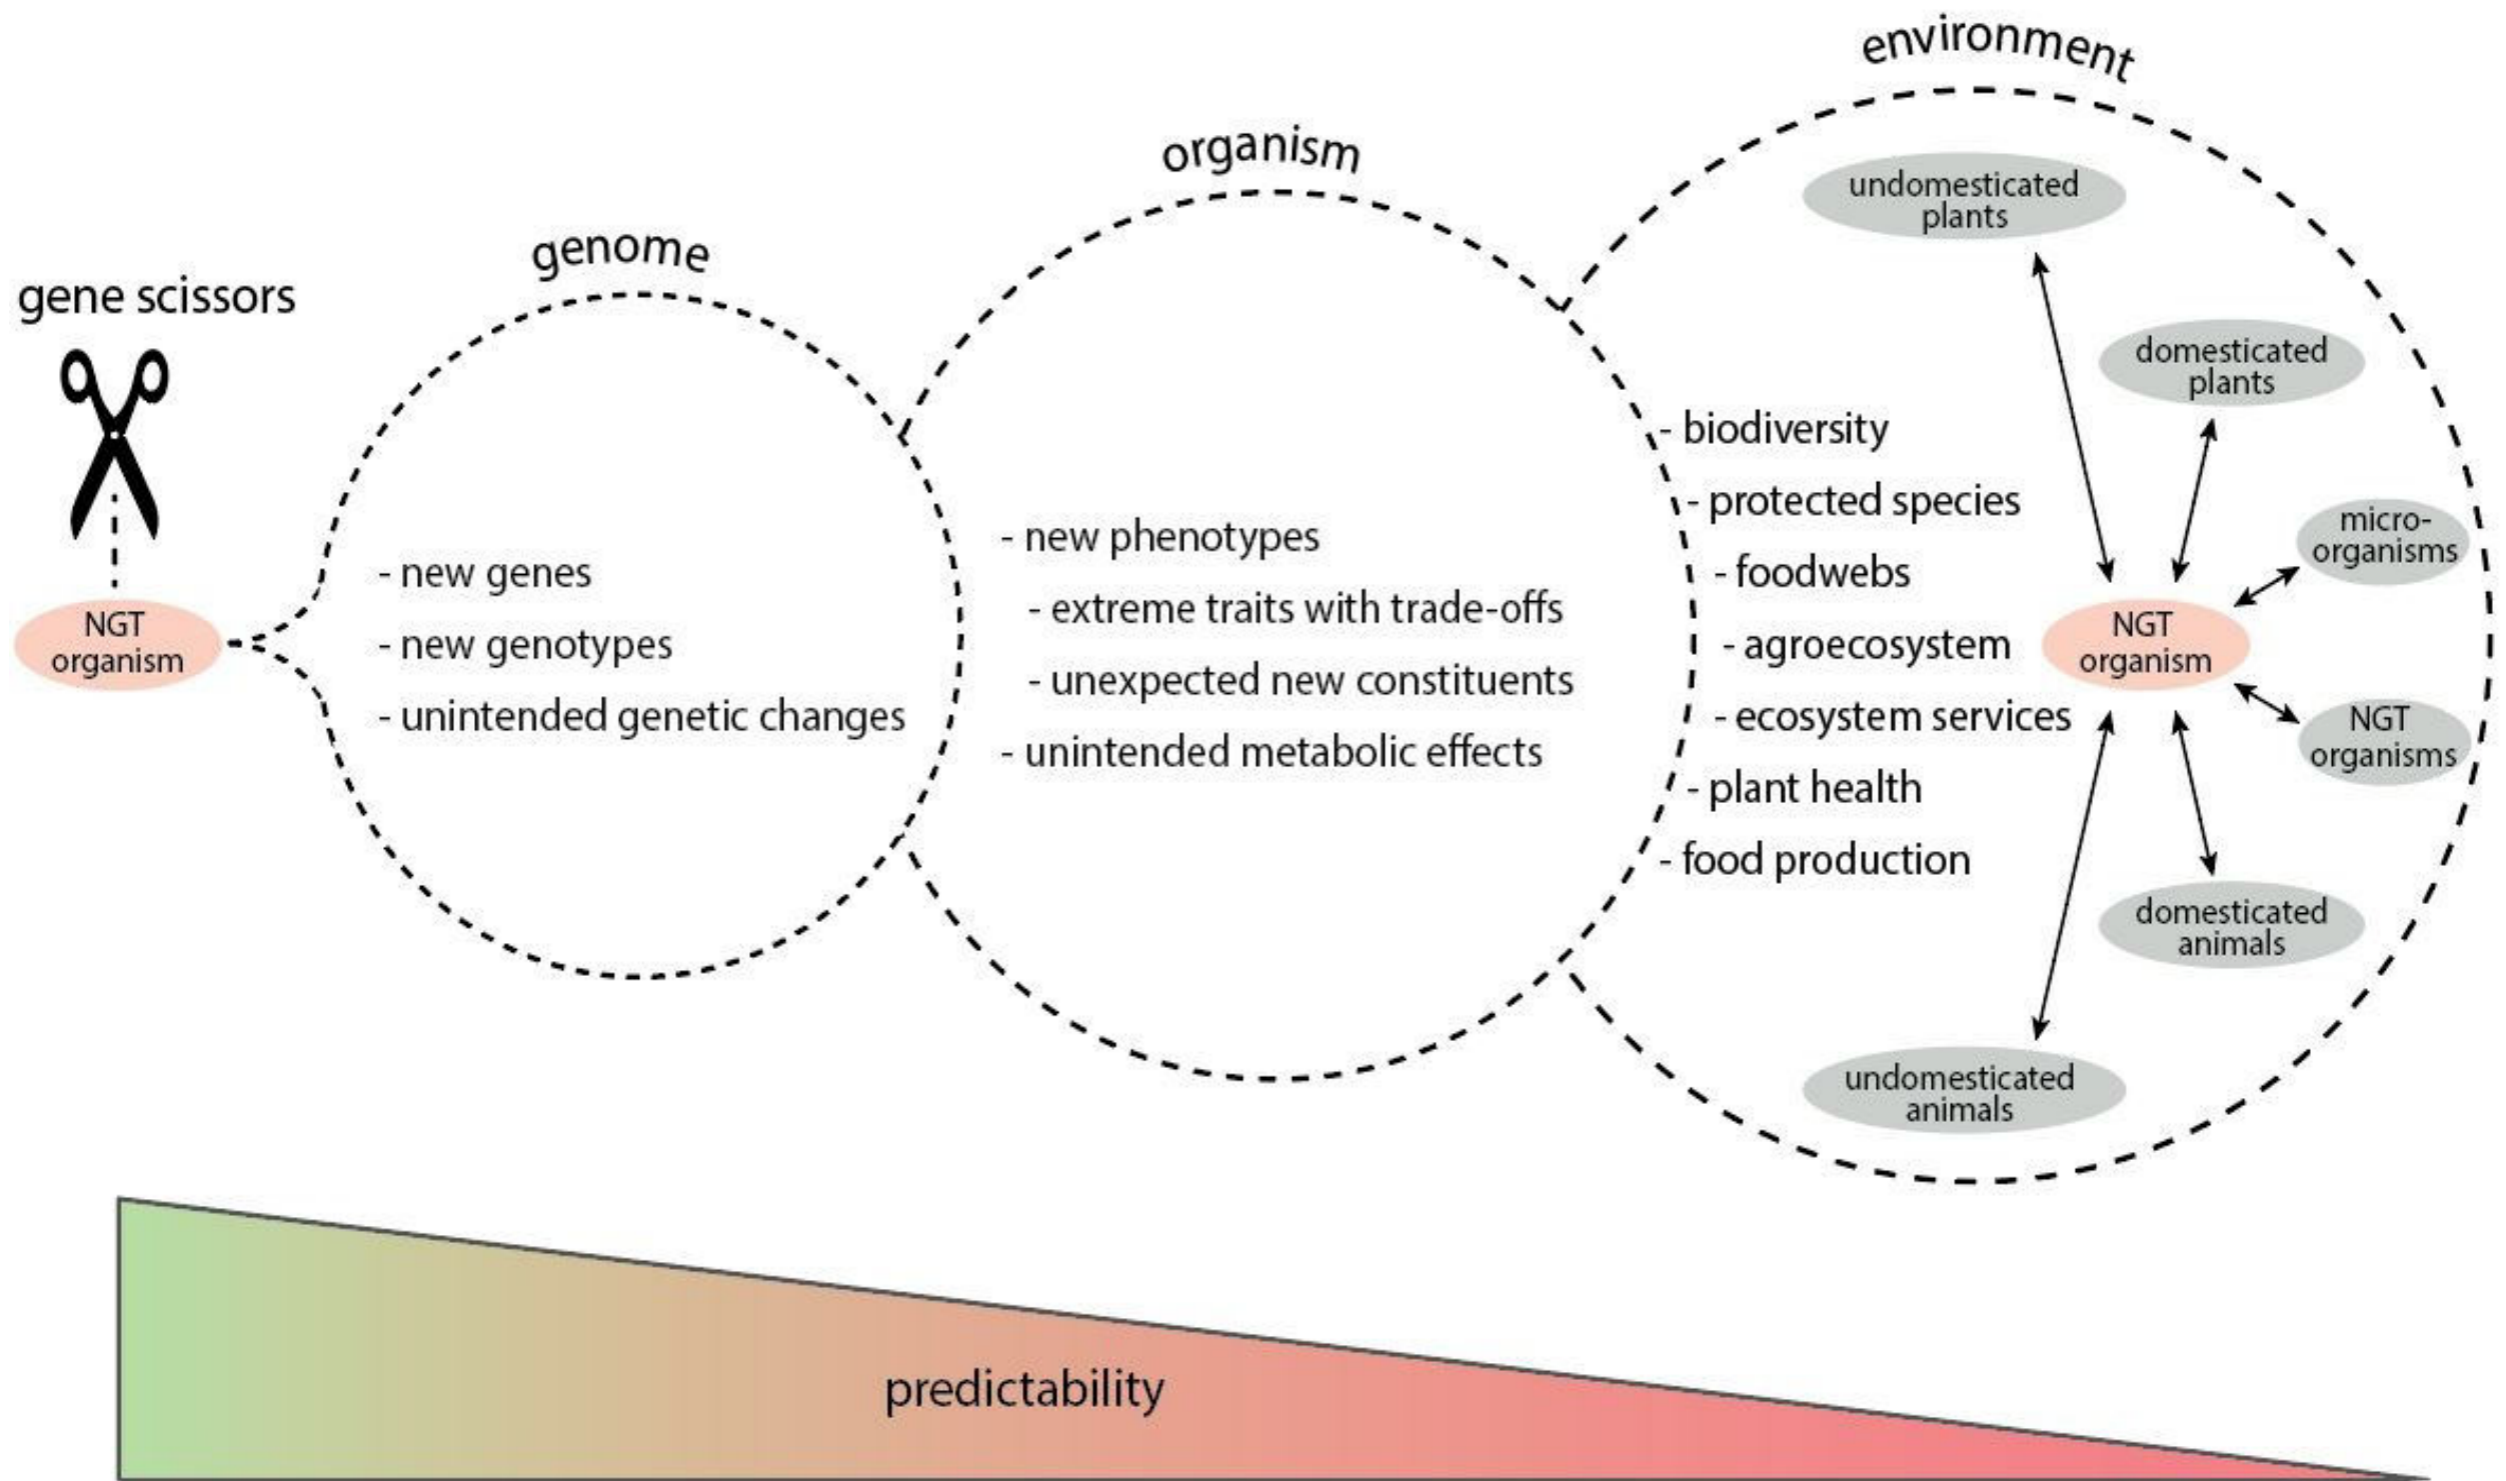 gene scissors
NGT
organism
genome
- new genes
- new genotypes
- unintended genetic changes
organism
- new phenotypes
- extreme traits with trade-offs
- unexpected new constituents
- unintended metabolic effects
environment
- biodiversity
- protected species
- foodwebs
- agroecosystem
- ecosystem services
- plant health
- food production
undomesticated
plants
domesticated
plants
micro-
organisms
NGT
organism
NGT
organisms
domesticated
animals
undomesticated
animals
predictability